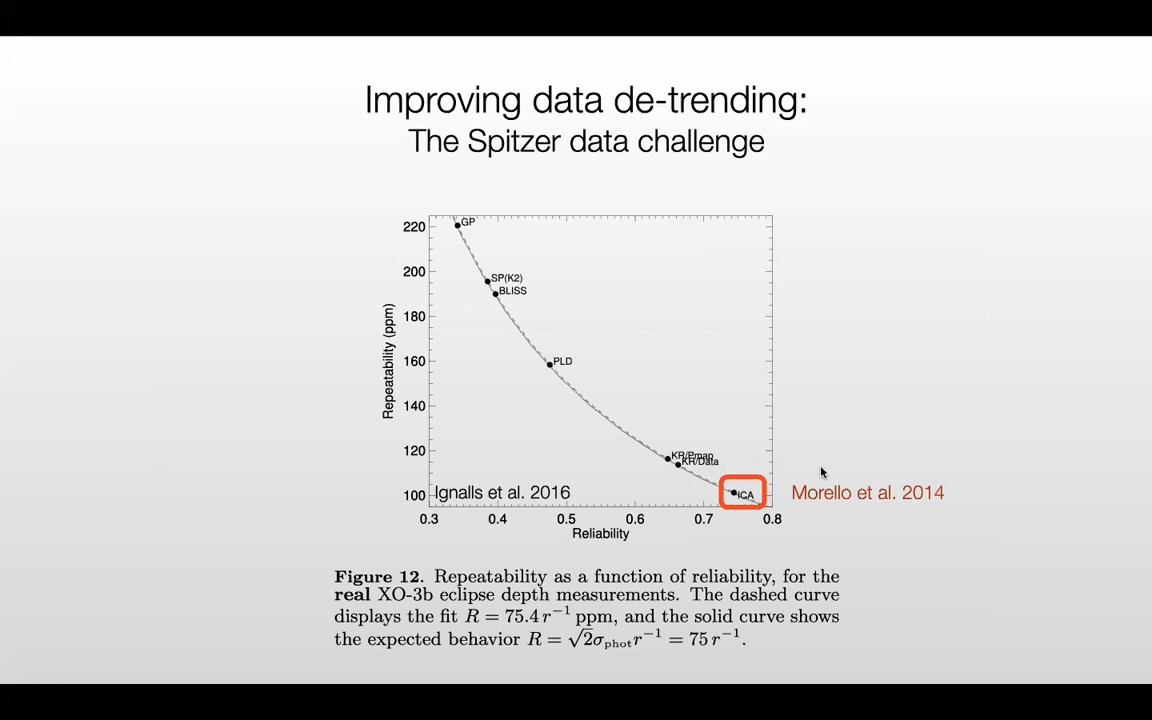 Improving data de-trending:
The Spitzer data challenge
220
200
180
160
140
120
100
Repeatability (ppm)
GP
SP(K2)
BLISS
PLD
KR/Pmap
KR/Data
ICA
Ignalls et al. 2016
Morello et al. 2014
0.3 0.4 0.5 0.6 0.7 0.8
Reliability
Figure 12. Repeatability as a function of reliability, for the
real XO-3b eclipse depth measurements. The dashed curve
displays the fit R = 75.4 r⁻¹ ppm, and the solid curve shows
the expected behavior R = √2σphot r⁻¹ = 75 r⁻¹.